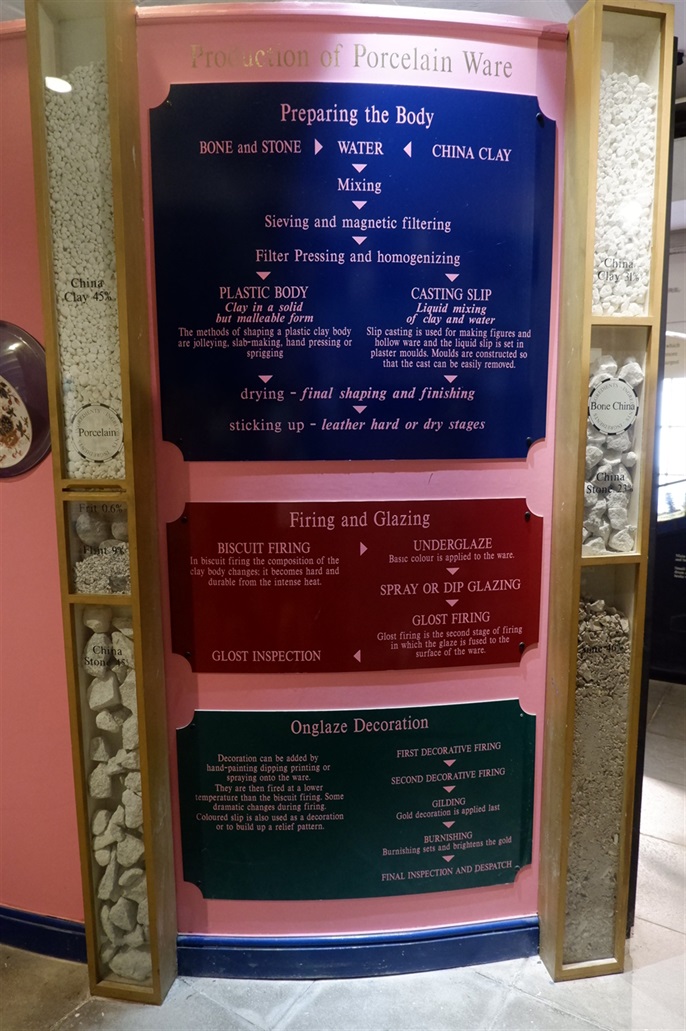 Production of Porcelain Ware
Preparing the Body
BONE and STONE WATER CHINA CLAY
Mixing
Sieving and magnetic filtering
Filter Pressing and homogenizing
PLASTIC BODY
Clay in a solid
but malleable form
The methods of shaping a plastic clay body
are jolleying, slab-making, hand pressing or
sprigging
CASTING SLIP
Liquid mixing
of clay and water
Slip casting is used for making figures and
hollow ware and the liquid slip is set in
plaster moulds. Moulds are constructed so
that the cast can be easily removed.
drying - final shaping and finishing
sticking up - leather hard or dry stages
Firing and Glazing
BISCUIT FIRING
In biscuit firing the composition of the
clay body changes: it becomes hard and
durable from the intense heat.
UNDERGLAZE
Basic colour is applied to the ware.
SPRAY OR DIP GLAZING
GLOST FIRING
Glost firing is the second stage of firing
in which the glaze is fused to the
surface of the ware.
GLOST INSPECTION
Onglaze Decoration
Decoration can be added by
hand-painting dipping printing or
spraying onto the ware.
They are then fired at a lower
temperature than the biscuit firing. Some
dramatic changes during firing.
Coloured slip is also used as a decoration
or to build up a relief pattern.
FIRST DECORATIVE FIRING
SECOND DECORATIVE FIRING
GILDING
Gold decoration is applied last
BURNISHING
Burnishing sets and brightens the gold
FINAL INSPECTION AND DESPATCH
China
Clay 45%
Porcelain
Frit 0.6%
Flint 9%
China
Stone 45
China
Clay 31%
Bone China
China
Stone 23%
46%